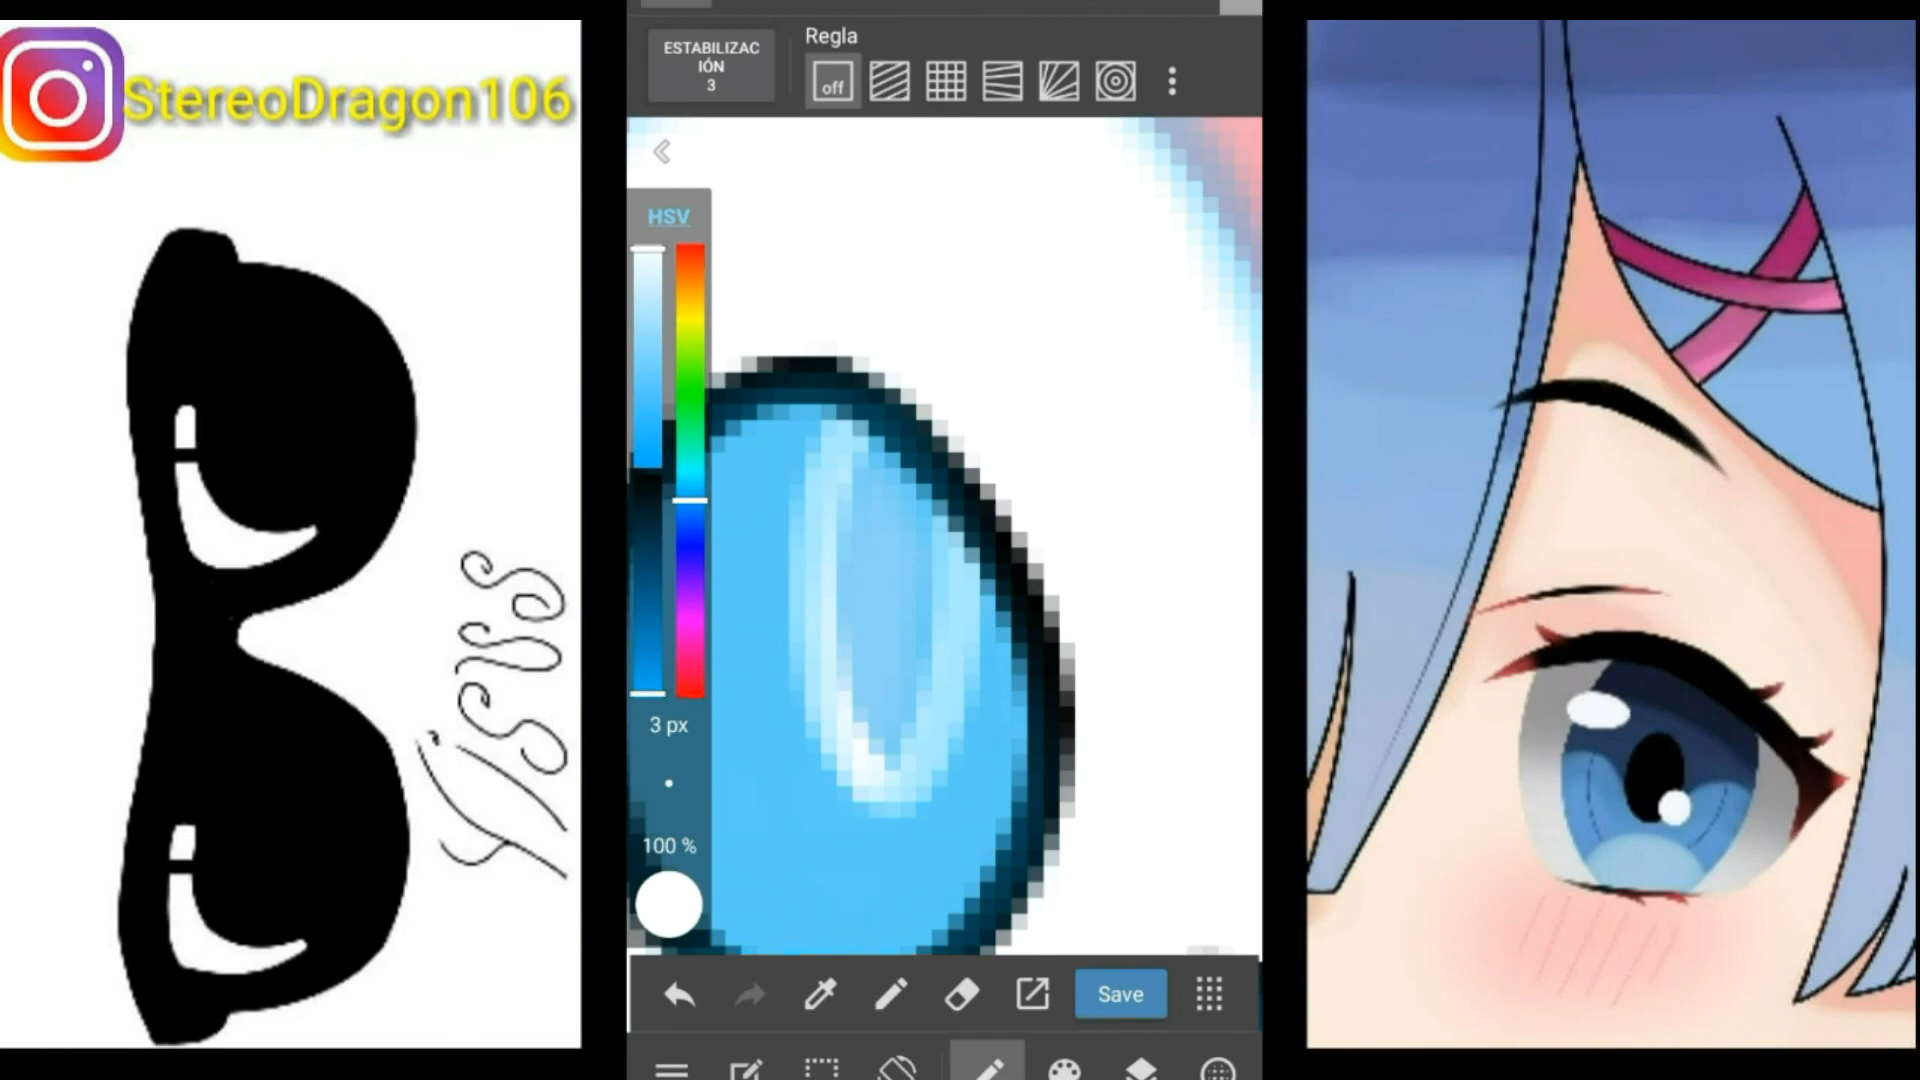 StereoDragon106
ESTABILIZAC
IÓN
3
Regla
off
HSV
3 px
100 %
Save